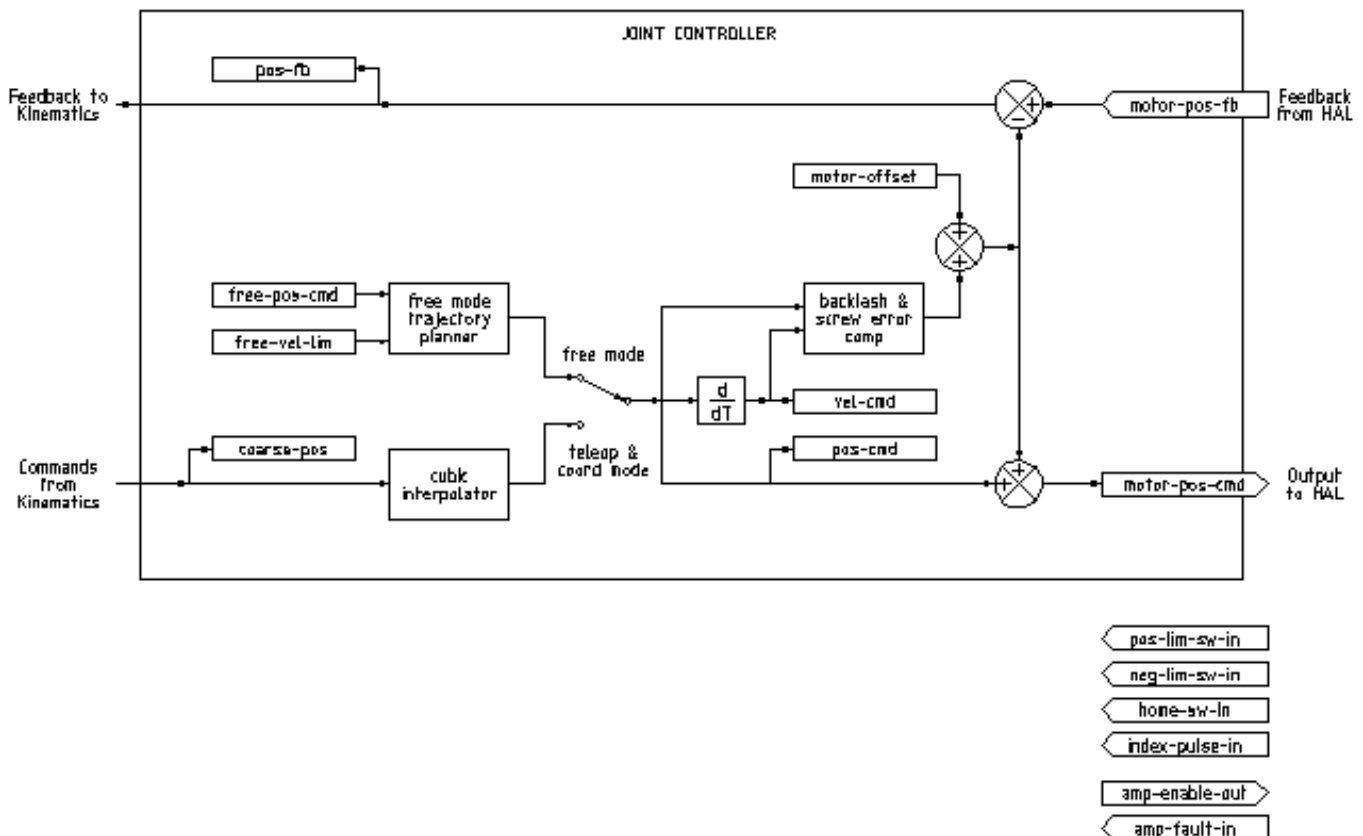 JOINT CONTROLLER
pos-fb
Feedback to
Kinematics
+
-
motor-pos-fb
Feedback
from HAL
motor-offset
+
+
free-pos-cmd
free-vel-lim
free mode
trajectory
planner
backlash &
screw error
comp
free mode
d
dT
vel-cmd
coarse-pos
teleop &
coord mode
pos-cmd
Commands
from
Kinematics
cubic
interpolator
+
+
motor-pos-cmd
Output
to HAL
pos-lim-sw-in
neg-lim-sw-in
home-sw-in
index-pulse-in
amp-enable-out
amp-fault-in